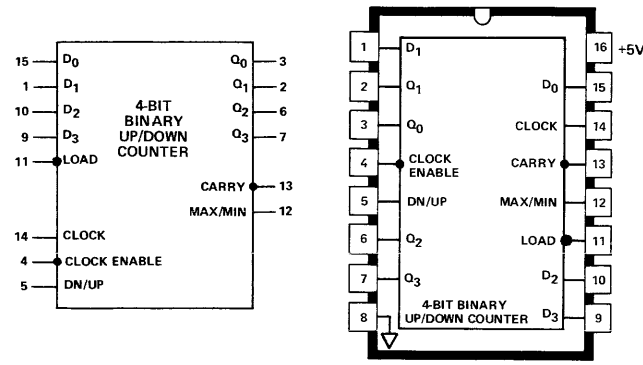 15 D0 Q0 3
1 D1 Q1 2
10 D2 Q2 6
9 D3 Q3 7
4-BIT
BINARY
UP/DOWN
COUNTER
11 LOAD
CARRY 13
MAX/MIN 12
14 CLOCK
4 CLOCK ENABLE
5 DN/UP
1 D1 16 +5V
2 Q1 D0 15
3 Q0 CLOCK 14
4 CLOCK
ENABLE
CARRY 13
5 DN/UP MAX/MIN 12
6 Q2 LOAD 11
7 Q3 D2 10
4-BIT BINARY
UP/DOWN COUNTER
8 D3 9